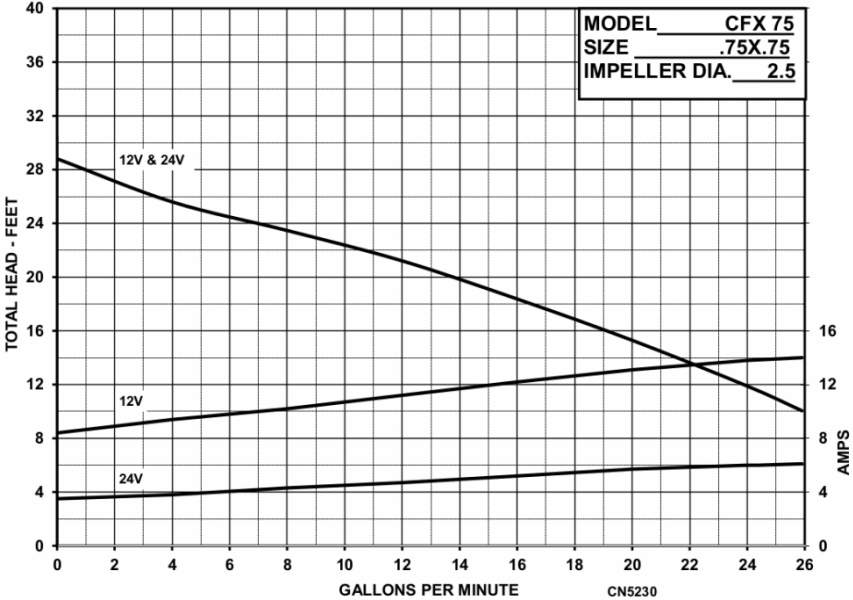 MODEL CFX 75
SIZE .75X.75
IMPELLER DIA. 2.5
TOTAL HEAD - FEET
40
36
32
28
24
20
16
12
8
4
0
12V & 24V
12V
24V
16
12
8
4
0
AMPS
0 2 4 6 8 10 12 14 16 18 20 22 24 26
GALLONS PER MINUTE
CN5230